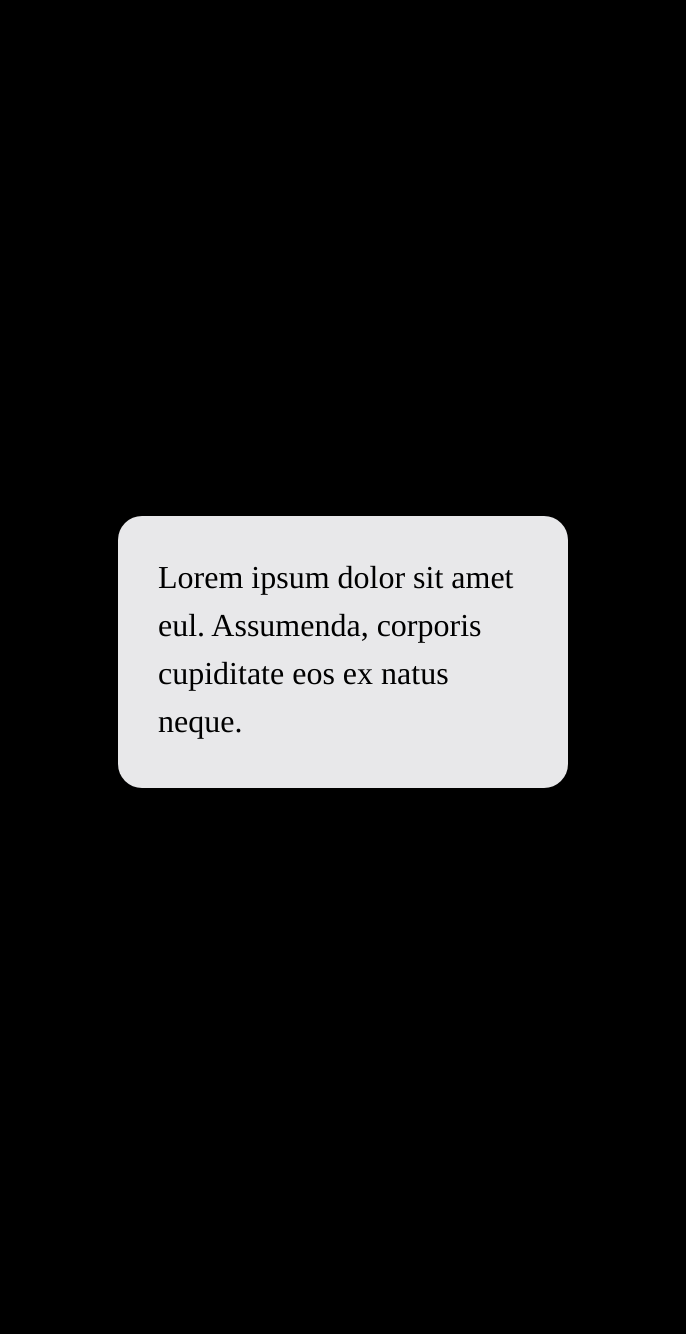 Lorem ipsum dolor sit amet
eul. Assumenda, corporis
cupiditate eos ex natus
neque.